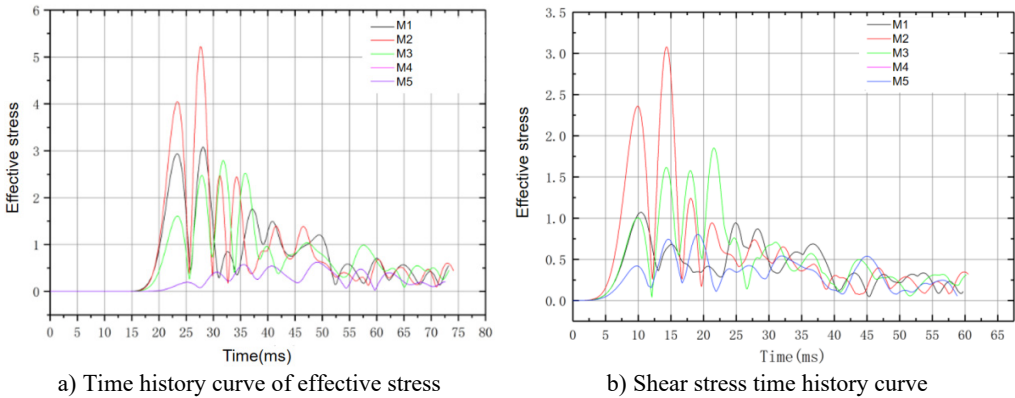 6
5
4
3
2
1
0
Effective stress
M1
M2
M3
M4
M5
0 5 10 15 20 25 30 35 40 45 50 55 60 65 70 75 80
Time(ms)
a) Time history curve of effective stress
3.5
3.0
2.5
2.0
1.5
1.0
0.5
0.0
Effective stress
M1
M2
M3
M4
M5
0 5 10 15 20 25 30 35 40 45 50 55 60 65
Time(ms)
b) Shear stress time history curve